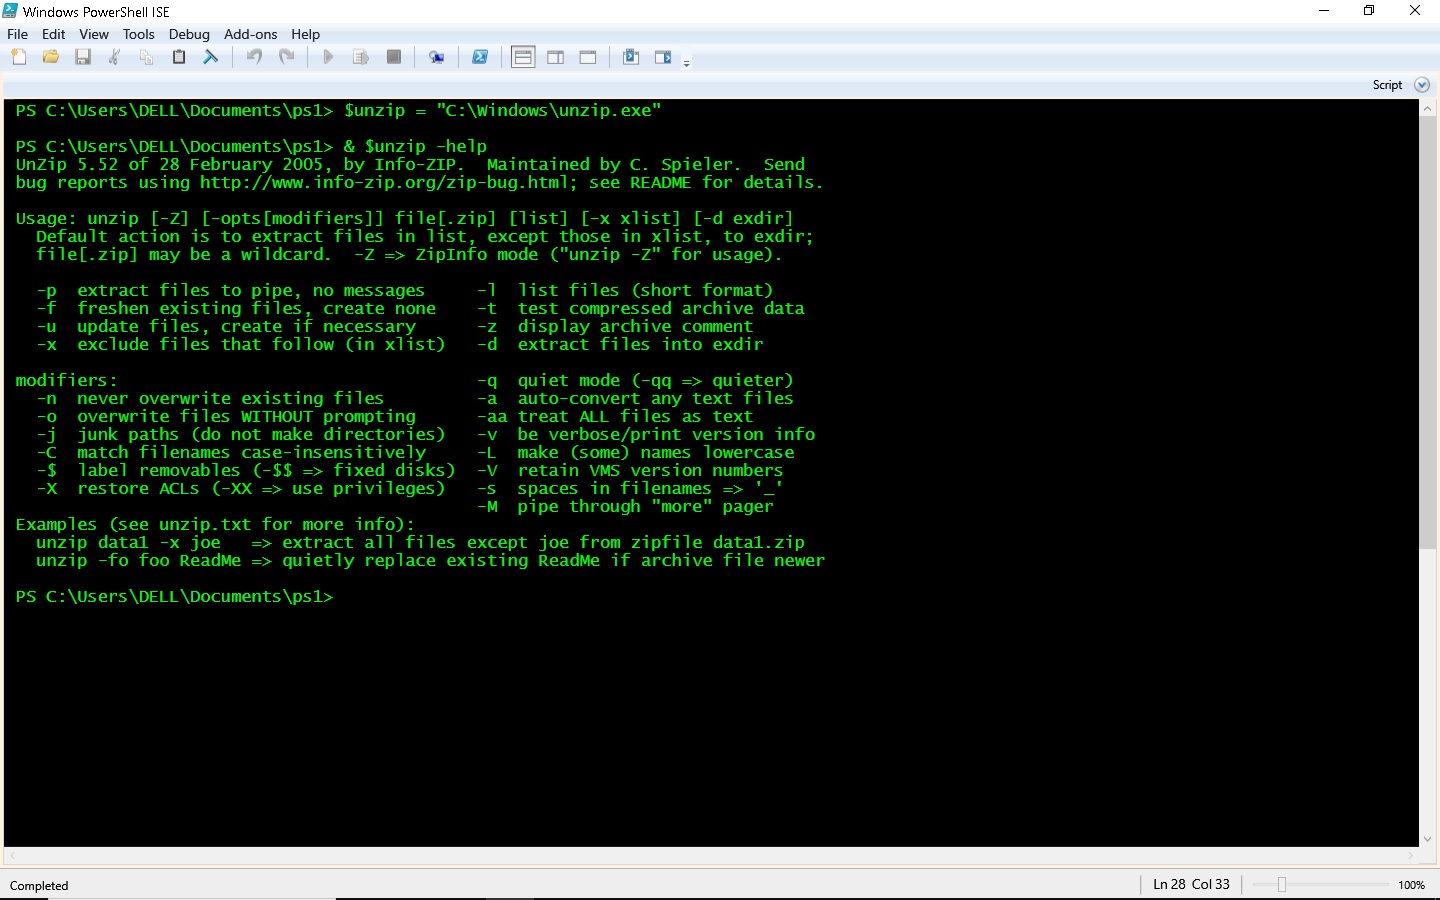 Windows PowerShell ISE
File Edit View Tools Debug Add-ons Help
Script
PS C:\Users\DELL\Documents\ps1> $unzip = "C:\Windows\unzip.exe"
PS C:\Users\DELL\Documents\ps1> & $unzip -help
UnZip 5.52 of 28 February 2005, by Info-ZIP.  Maintained by C. Spieler.  Send
bug reports using http://www.info-zip.org/zip-bug.html; see README for details.
Usage: unzip [-Z] [-opts[modifiers]] file[.zip] [list] [-x xlist] [-d exdir]
  Default action is to extract files in list, except those in xlist, to exdir;
  file[.zip] may be a wildcard.  -Z => ZipInfo mode ("unzip -Z" for usage).
  -p  extract files to pipe, no messages     -l  list files (short format)
  -f  freshen existing files, create none    -t  test compressed archive data
  -u  update files, create if necessary      -z  display archive comment
  -x  exclude files that follow (in xlist)   -d  extract files into exdir
modifiers:                                   -q  quiet mode (-qq => quieter)
  -n  never overwrite existing files         -a  auto-convert any text files
  -o  overwrite files WITHOUT prompting      -aa treat ALL files as text
  -j  junk paths (do not make directories)   -v  be verbose/print version info
  -C  match filenames case-insensitively     -L  make (some) names lowercase
  -$  label removables (-$$ => fixed disks)  -V  retain VMS version numbers
  -X  restore ACLs (-XX => use privileges)   -s  spaces in filenames => '_'
                                             -M  pipe through "more" pager
Examples (see unzip.txt for more info):
  unzip data1 -x joe   => extract all files except joe from zipfile data1.zip
  unzip -fo foo ReadMe => quietly replace existing ReadMe if archive file newer
PS C:\Users\DELL\Documents\ps1>
Completed
Ln 28 Col 33
100%